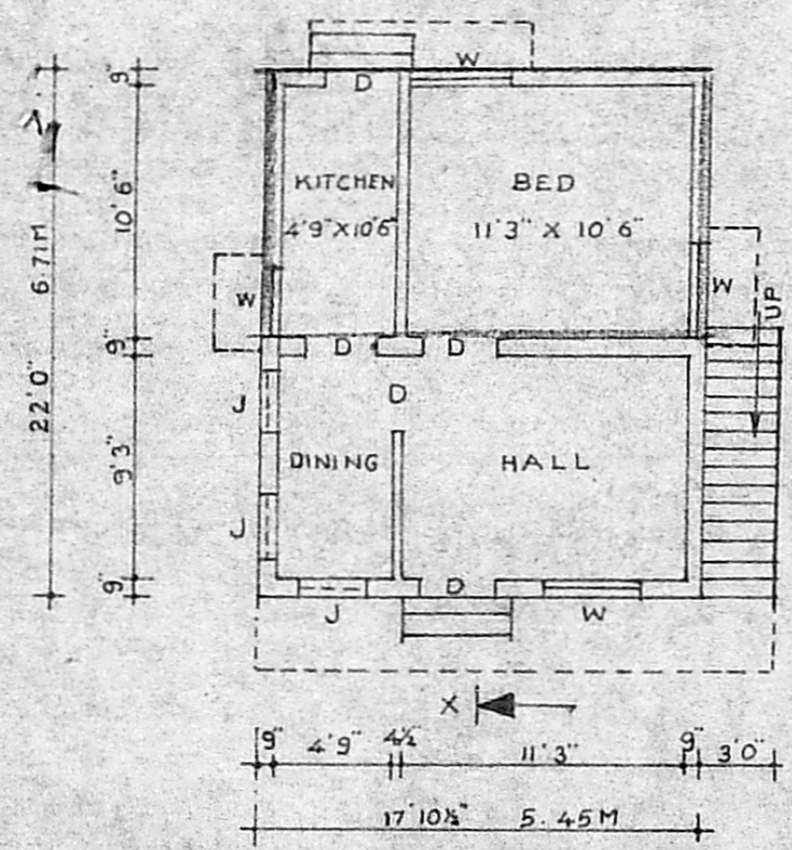 W
9"
D
N
KITCHEN
4'9" X 10'6"
BED
11'3" X 10'6"
10'6"
6.71M
22'0"
W
W
UP
9"
D
D
J
D
DINING
HALL
9'3"
J
9"
D
J
W
X
9"
4'9"
4½"
11'3"
9"
3'0"
17'10½" 5.45M